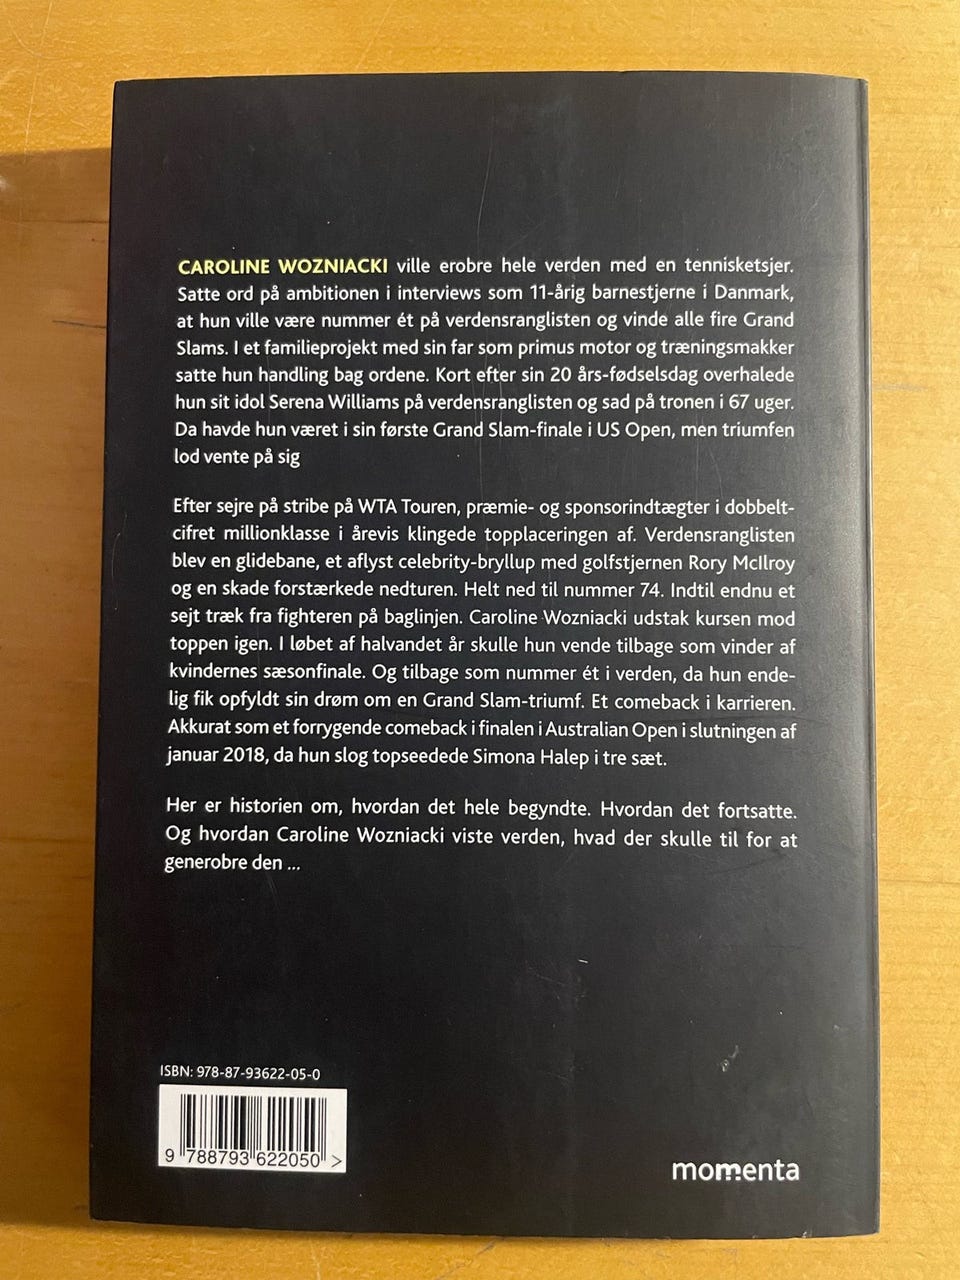 CAROLINE WOZNIACKI ville erobre hele verden med en tennisketsjer.
Satte ord på ambitionen i interviews som 11-årig barnestjerne i Danmark,
at hun ville være nummer ét på verdensranglisten og vinde alle fire Grand
Slams. I et familieprojekt med sin far som primus motor og træningsmakker
satte hun handling bag ordene. Kort efter sin 20 års-fødselsdag overhalede
hun sit idol Serena Williams på verdensranglisten og sad på tronen i 67 uger.
Da havde hun været i sin første Grand Slam-finale i US Open, men triumfen
lod vente på sig
Efter sejre på stribe på WTA Touren, præmie- og sponsorindtægter i dobbelt-
cifret millionklasse i årevis klingede topplaceringen af. Verdensranglisten
blev en glidebane, et aflyst celebrity-bryllup med golfstjernen Rory McIlroy
og en skade forstærkede nedturen. Helt ned til nummer 74. Indtil endnu et
sejt træk fra fighteren på baglinjen. Caroline Wozniacki udstak kursen mod
toppen igen. I løbet af halvandet år skulle hun vende tilbage som vinder af
kvindernes sæsonfinale. Og tilbage som nummer ét i verden, da hun ende-
lig fik opfyldt sin drøm om en Grand Slam-triumf. Et comeback i karrieren.
Akkurat som et forrygende comeback i finalen i Australian Open i slutningen af
januar 2018, da hun slog topseedede Simona Halep i tre sæt.
Her er historien om, hvordan det hele begyndte. Hvordan det fortsatte.
Og hvordan Caroline Wozniacki viste verden, hvad der skulle til for at
generobre den ...
ISBN: 978-87-93622-05-0
9 788793 622050 >
momenta